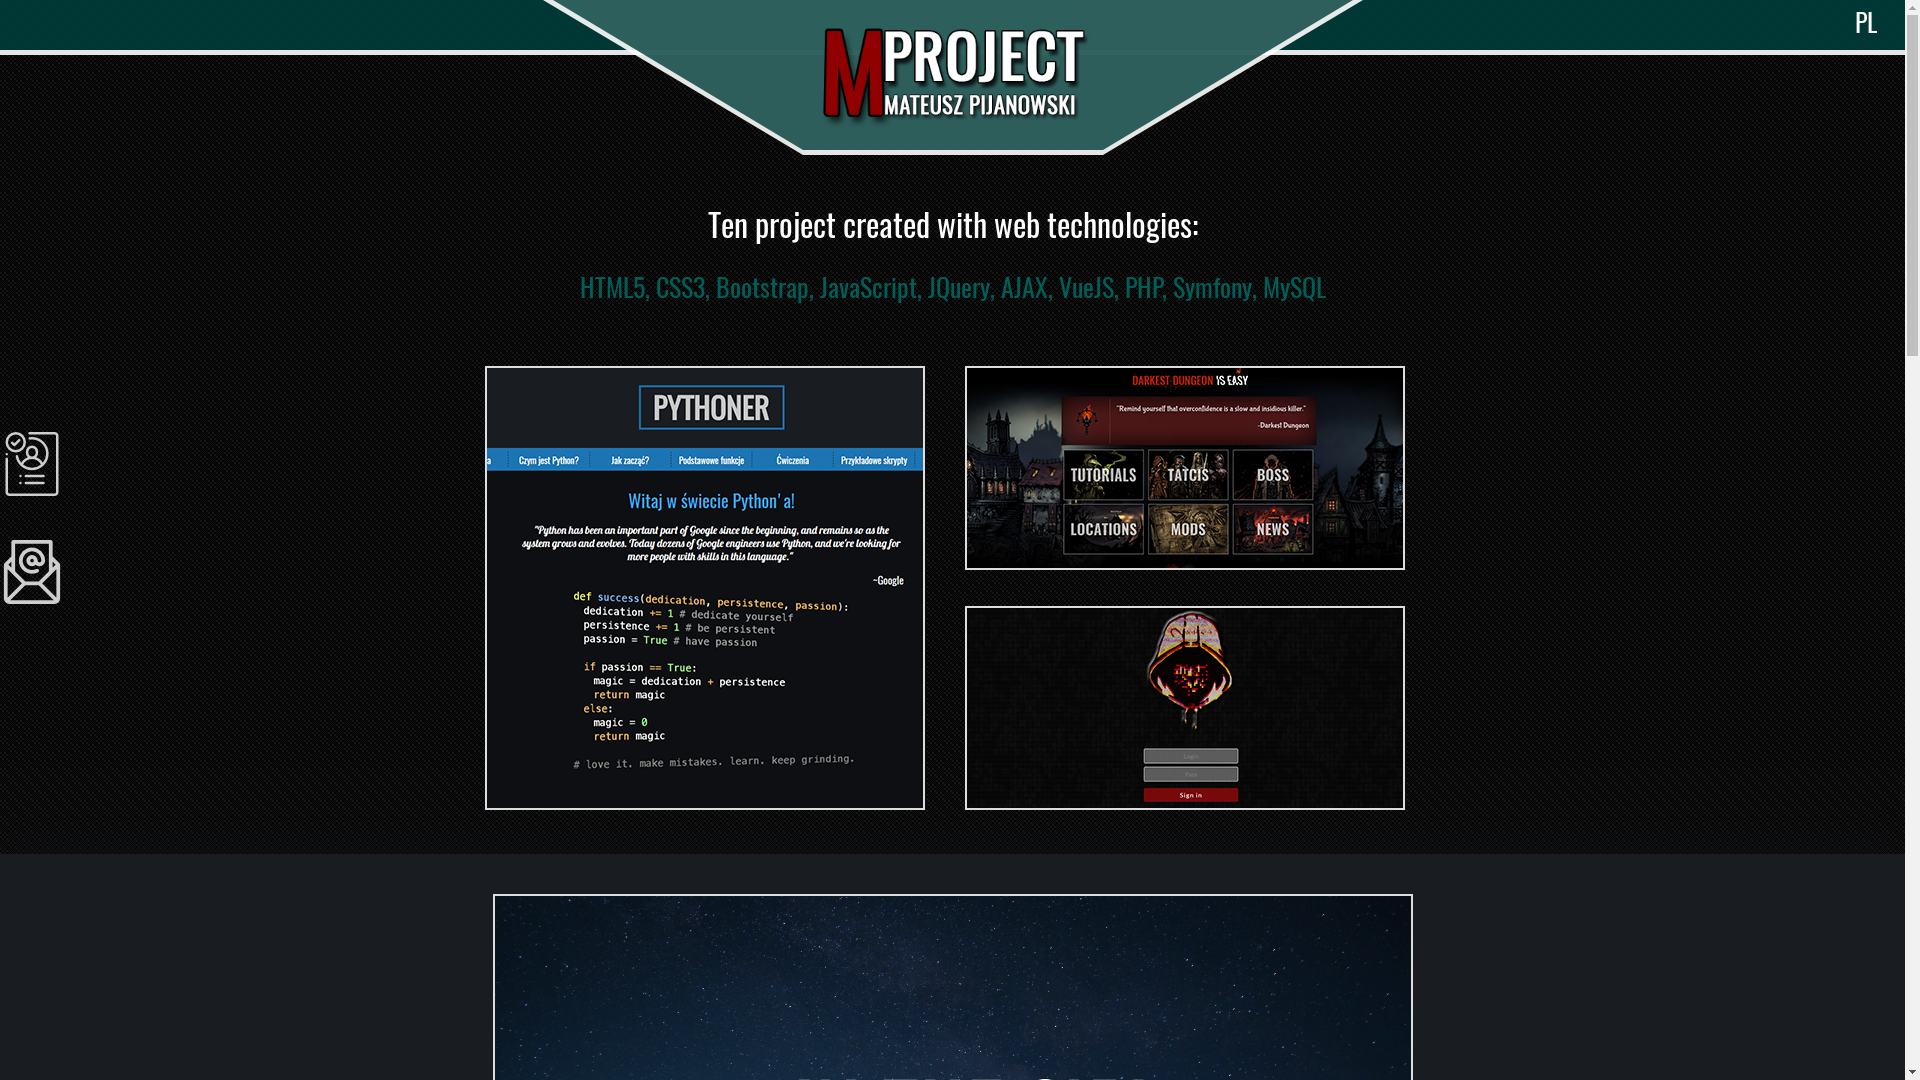 PL
MPROJECT
MATEUSZ PIJANOWSKI
Ten project created with web technologies:
HTML5, CSS3, Bootstrap, JavaScript, JQuery, AJAX, VueJS, PHP, Symfony, MySQL
PYTHONER
a Czym jest Python? Jak zacząć? Podstawowe funkcje Ćwiczenia Przykładowe skrypty
Witaj w świecie Python'a!
"Python has been an important part of Google since the beginning, and remains so as the
system grows and evolves. Today dozens of Google engineers use Python, and we're looking for
more people with skills in this language."
~Google
def success(dedication, persistence, passion):
dedication += 1 # dedicate yourself
persistence += 1 # be persistent
passion = True # have passion
if passion == True:
magic = dedication + persistence
return magic
else:
magic = 0
return magic
# love it. make mistakes. learn. keep grinding.
DARKEST DUNGEON IS EASY
"Remind yourself that overconfidence is a slow and insidious killer."
-Darkest Dungeon
TUTORIALS TATCIS BOSS
LOCATIONS MODS NEWS
Login
Pass
Sign in